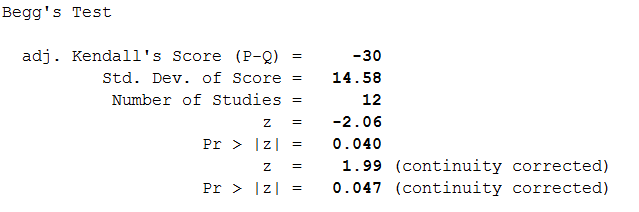 Begg's Test
adj. Kendall's Score (P-Q) = -30
Std. Dev. of Score = 14.58
Number of Studies = 12
z = -2.06
Pr > |z| = 0.040
z = 1.99 (continuity corrected)
Pr > |z| = 0.047 (continuity corrected)